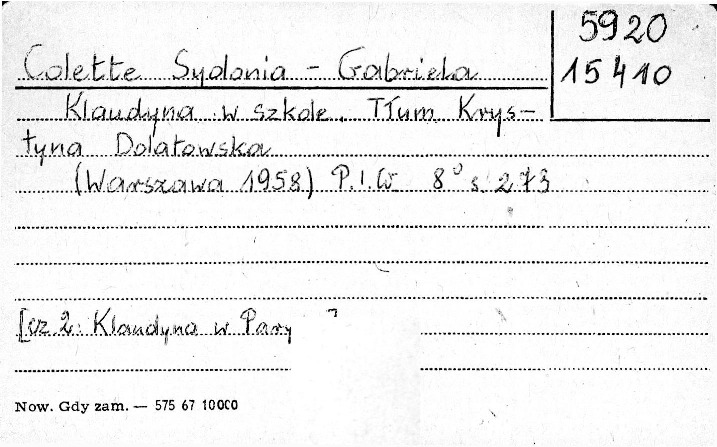 5920
15410
Colette Sydonia - Gabriela
Klaudyna w szkole. Tłum. Krys-
tyna Dolatowska
(Warszawa 1958) P.I.W 8° s. 273
[cz. 2: Klaudyna w Pary ]
Now. Gdy zam. — 575 67 10000